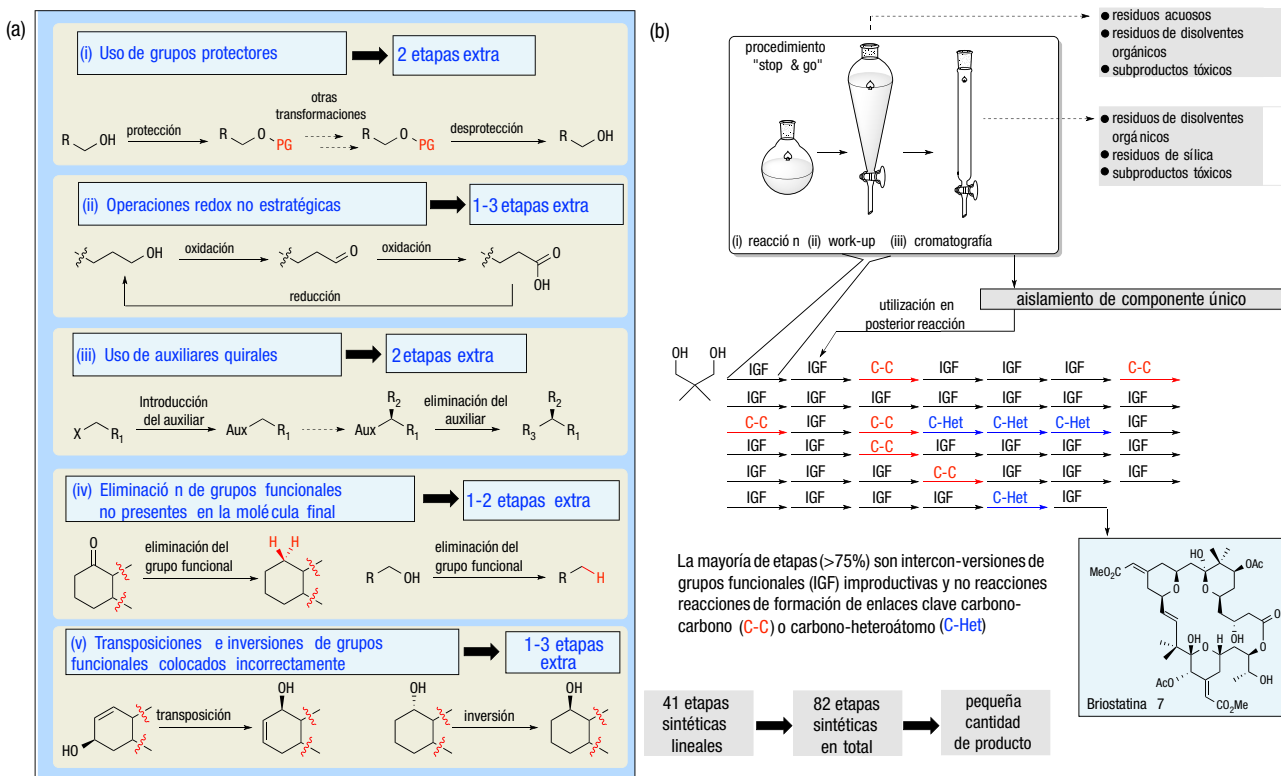 (a)
(i) Uso de grupos protectores
2 etapas extra
R
OH
protección
R
O
PG
otras
transformaciones
R
O
PG
desprotección
R
OH
(ii) Operaciones redox no estratégicas
1-3 etapas extra
OH
oxidación
O
oxidación
O
OH
reducción
(iii) Uso de auxiliares quirales
2 etapas extra
X
R1
Introducción
del auxiliar
Aux
R1
R2
Aux
R1
eliminación del
auxiliar
R2
R3
R1
(iv) Eliminació n de grupos funcionales
no presentes en la molécula final
1-2 etapas extra
O
eliminación del
grupo funcional
H
H
R
OH
eliminación del
grupo funcional
R
H
(v) Transposiciones e inversiones de grupos
funcionales colocados incorrectamente
1-3 etapas
extra
HO
transposición
OH
OH
inversión
OH
(b)
procedimiento
"stop & go"
(i) reacció n (ii) work-up (iii) cromatografía
● residuos acuosos
● residuos de disolventes
orgánicos
● subproductos tóxicos
● residuos de disolventes
orgánicos
● residuos de sílica
● subproductos tóxicos
aislamiento de componente único
utilización en
posterior reacción
OH OH
IGF IGF C-C IGF IGF IGF C-C
IGF IGF IGF IGF IGF IGF IGF
C-C IGF C-C C-Het C-Het C-Het IGF
IGF IGF C-C IGF IGF IGF IGF
IGF IGF IGF C-C IGF IGF IGF
IGF IGF IGF IGF C-Het IGF
La mayoría de etapas (>75%) son intercon-versiones de
grupos funcionales (IGF) improductivas y no reacciones
reacciones de formación de enlaces clave carbono-
carbono (C-C) o carbono-heteroátomo (C-Het)
41 etapas
sintéticas
lineales
82 etapas
sintéticas
en total
pequeña
cantidad
de producto
MeO2C
O
HO
O
OAc
OH
O
O
OH
O
OH
AcO
CO2Me
Briostatina 7